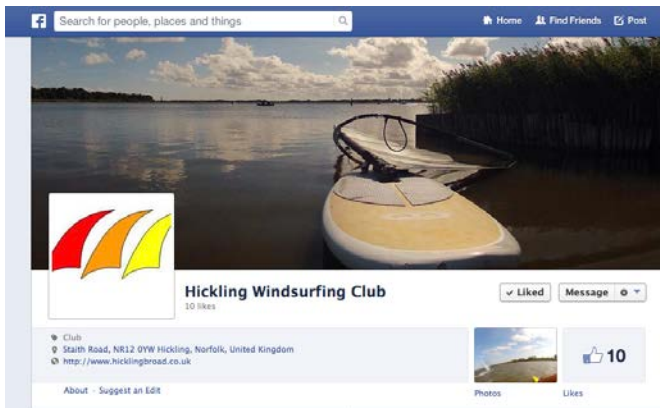 Search for people, places and things
Home Find Friends Post
Hickling Windsurfing Club
10 likes
Liked Message
Club
Staith Road, NR12 0YW Hickling, Norfolk, United Kingdom
http://www.hicklingbroad.co.uk
10
About · Suggest an Edit
Photos Likes